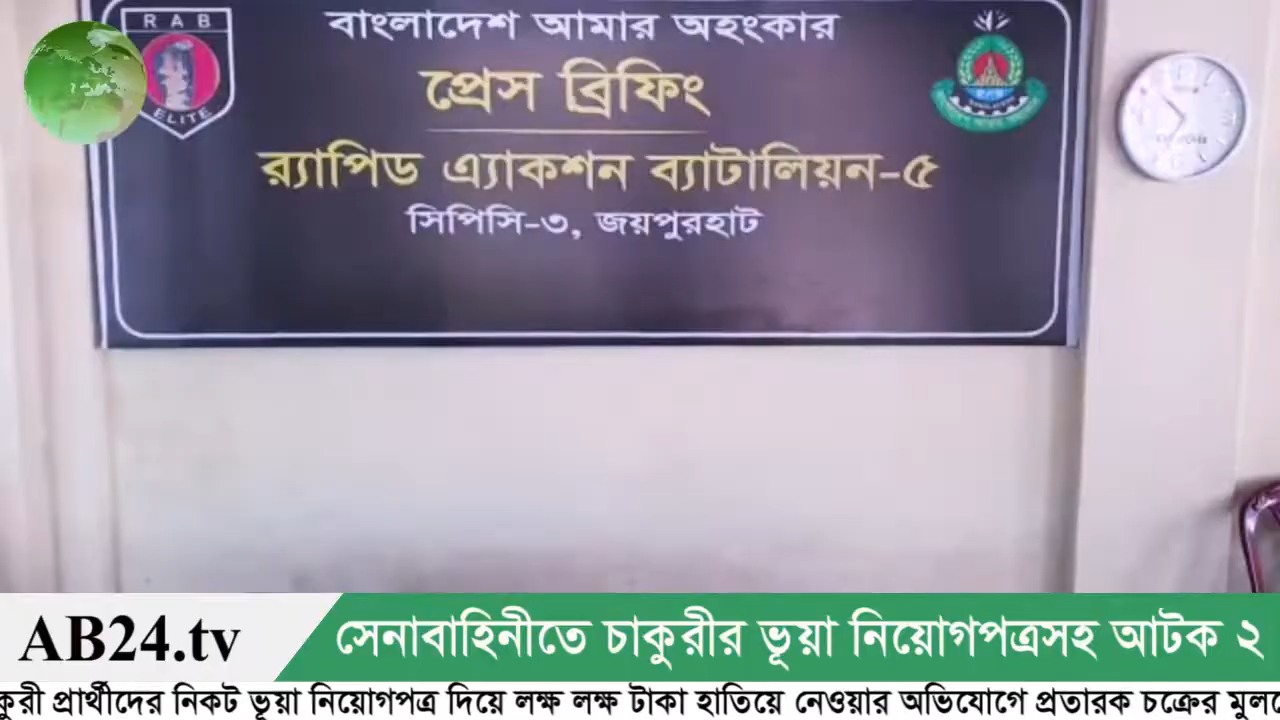 RAB
ELITE
বাংলাদেশ আমার অহংকার
প্রেস ব্রিফিং
র‍্যাপিড এ্যাকশন ব্যাটালিয়ন-৫
সিপিসি-৩, জয়পুরহাট
AB24.tv
সেনাবাহিনীতে চাকুরীর ভূয়া নিয়োগপত্রসহ আটক ২
প্রার্থীদের নিকট ভূয়া নিয়োগপত্র দিয়ে লক্ষ লক্ষ টাকা হাতিয়ে নেওয়ার অভিযোগে প্রতারক চক্রের